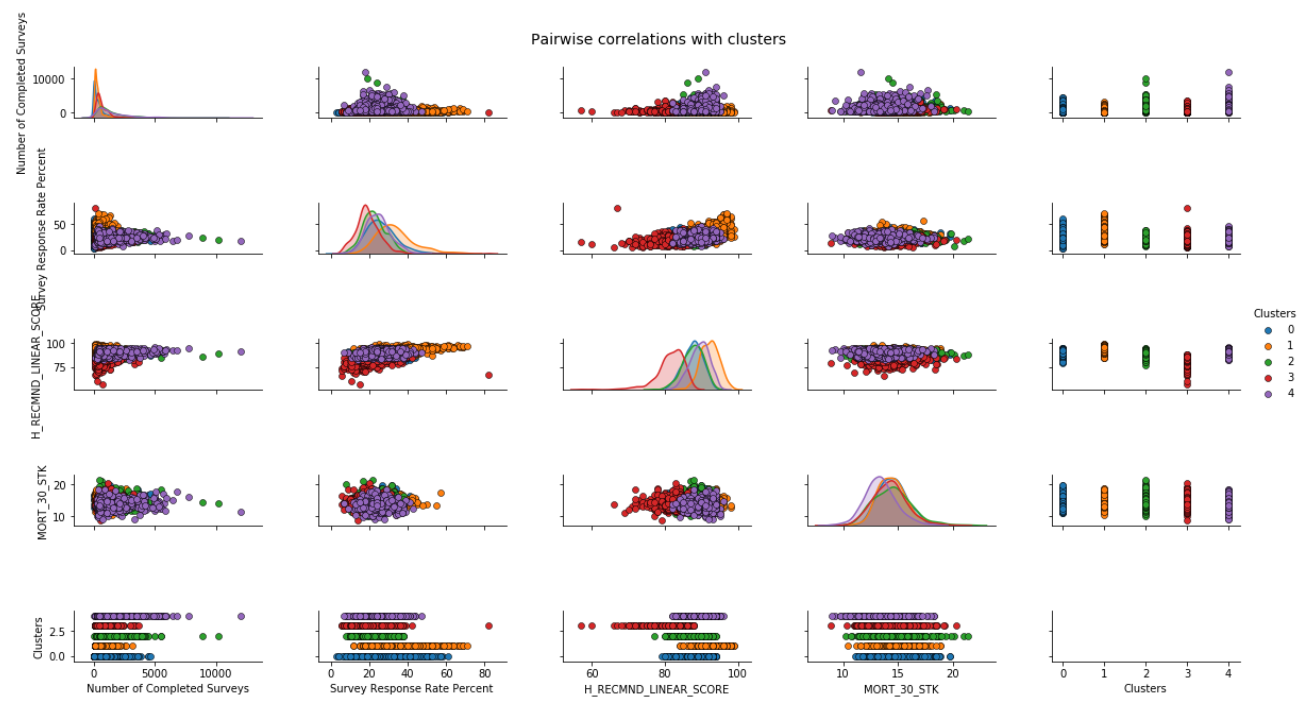 Pairwise correlations with clusters
Number of Completed Surveys
10000
0
Survey Response Rate Percent
50
0
H_RECMND_LINEAR_SCORE
100
75
Clusters
0
1
2
3
4
MORT_30_STK
20
10
Clusters
2.5
0.0
0 5000 10000
0 20 40 60 80
60 80 100
10 15 20
0 1 2 3 4
Number of Completed Surveys
Survey Response Rate Percent
H_RECMND_LINEAR_SCORE
MORT_30_STK
Clusters